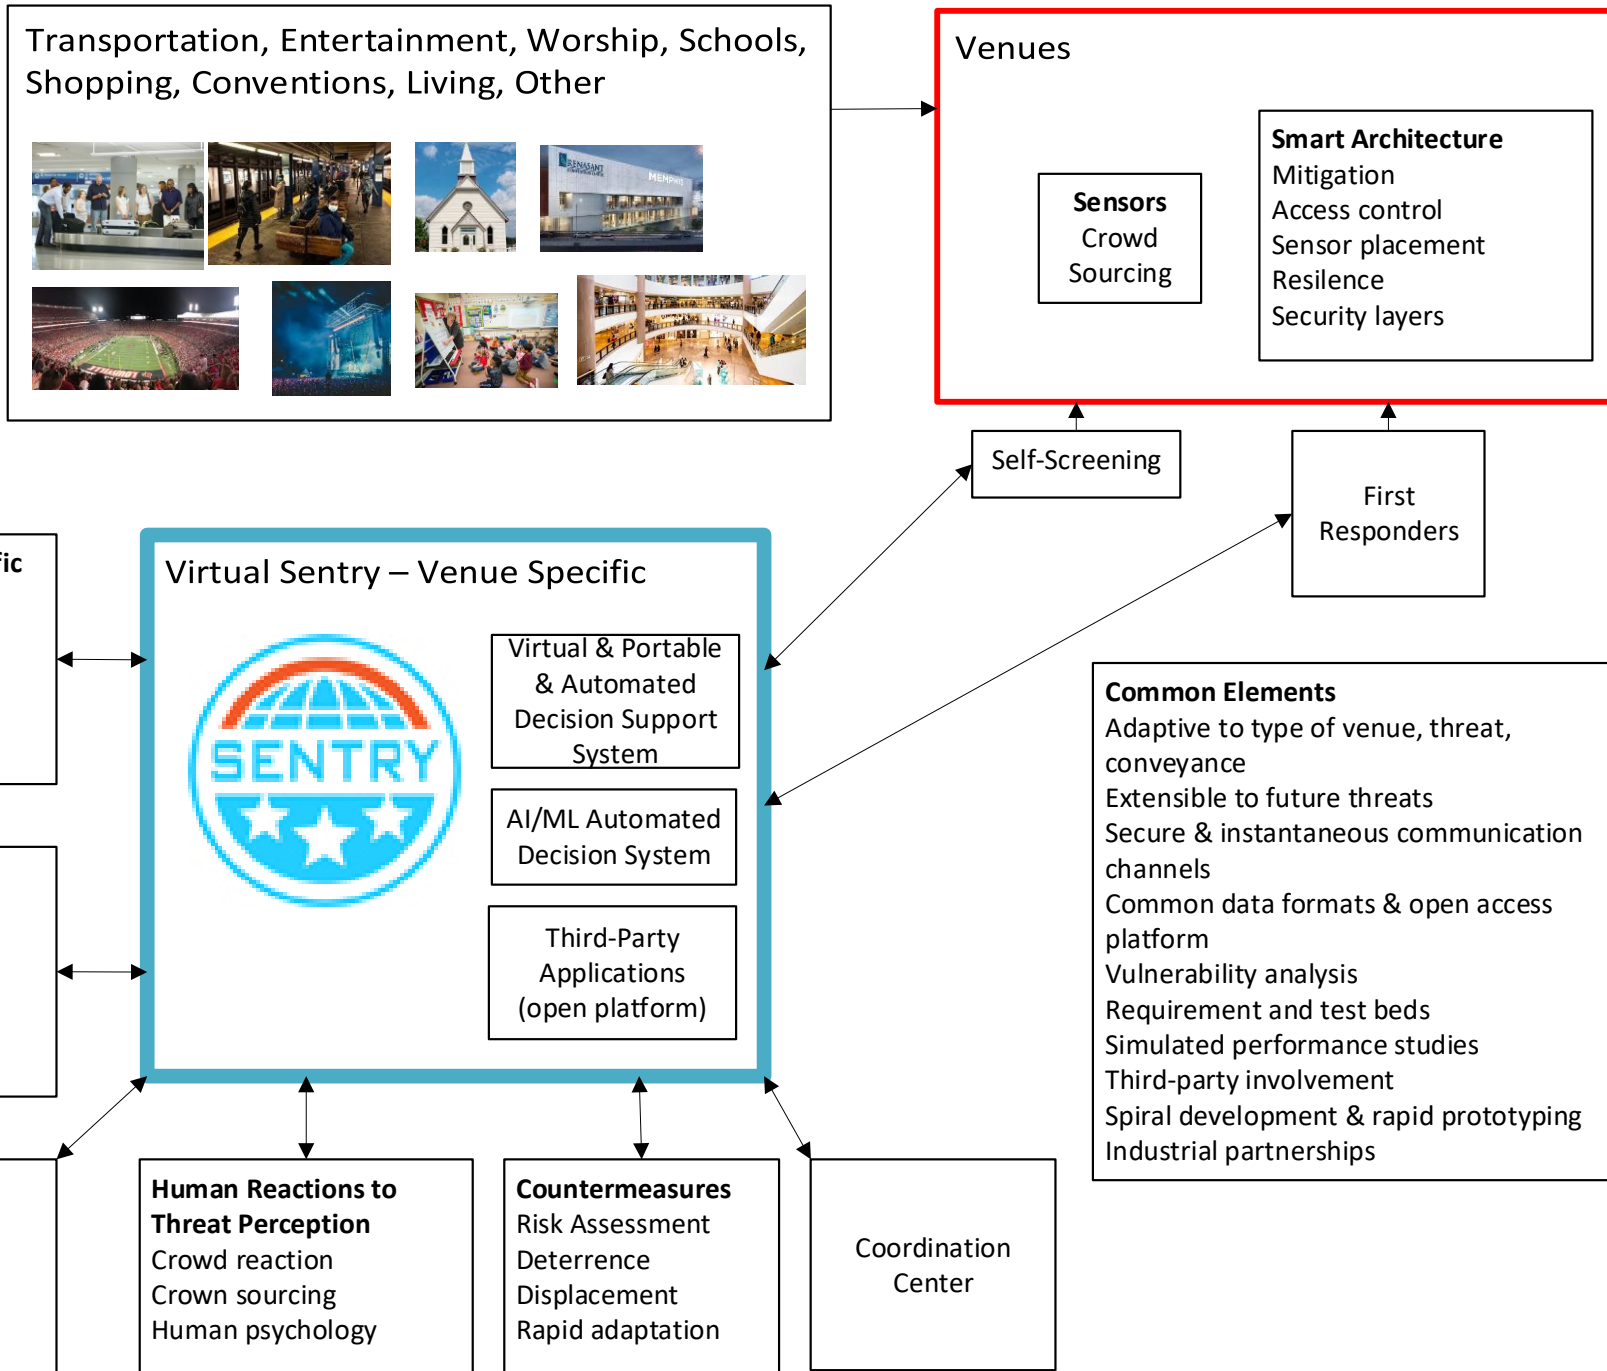 Transportation, Entertainment, Worship, Schools,
Shopping, Conventions, Living, Other
RENASANT
MEMPHIS
Venues
Sensors
Crowd
Sourcing
Smart Architecture
Mitigation
Access control
Sensor placement
Resilence
Security layers
Self-Screening
First
Responders
fic
Virtual Sentry – Venue Specific
SENTRY
Virtual & Portable
& Automated
Decision Support
System
AI/ML Automated
Decision System
Third-Party
Applications
(open platform)
Common Elements
Adaptive to type of venue, threat,
conveyance
Extensible to future threats
Secure & instantaneous communication
channels
Common data formats & open access
platform
Vulnerability analysis
Requirement and test beds
Simulated performance studies
Third-party involvement
Spiral development & rapid prototyping
Industrial partnerships
Human Reactions to
Threat Perception
Crowd reaction
Crown sourcing
Human psychology
Countermeasures
Risk Assessment
Deterrence
Displacement
Rapid adaptation
Coordination
Center